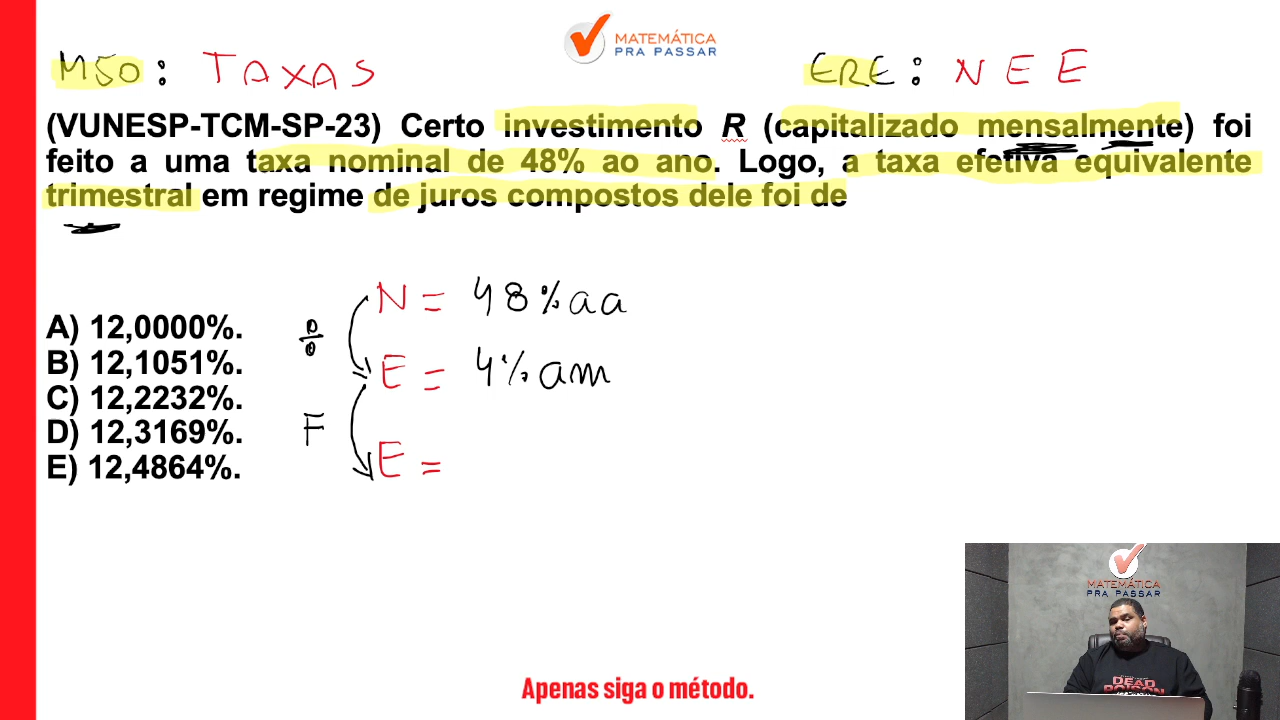 MATEMÁTICA
PRA PASSAR
M50: TAXAS
ERE: N E E
(VUNESP-TCM-SP-23) Certo investimento R (capitalizado mensalmente) foi
feito a uma taxa nominal de 48% ao ano. Logo, a taxa efetiva equivalente
trimestral em regime de juros compostos dele foi de
A) 12,0000%.
B) 12,1051%.
C) 12,2232%.
D) 12,3169%.
E) 12,4864%.
N = 48% aa
÷
E = 4% am
F
E =
MATEMÁTICA
PRA PASSAR
DEAD
POISON
Apenas siga o método.